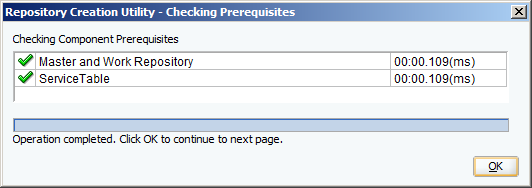 Repository Creation Utility - Checking Prerequisites
Checking Component Prerequisites
Master and Work Repository 00:00.109(ms)
ServiceTable 00:00.109(ms)
Operation completed. Click OK to continue to next page.
OK